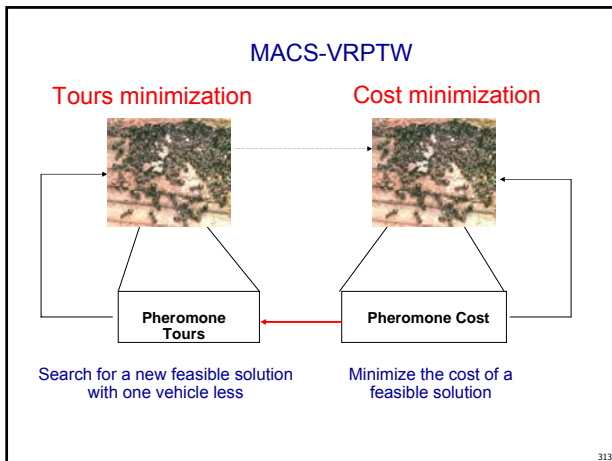 MACS-VRPTW
Tours minimization
Cost minimization
Pheromone
Tours
Pheromone Cost
Search for a new feasible solution
with one vehicle less
Minimize the cost of a
feasible solution
313